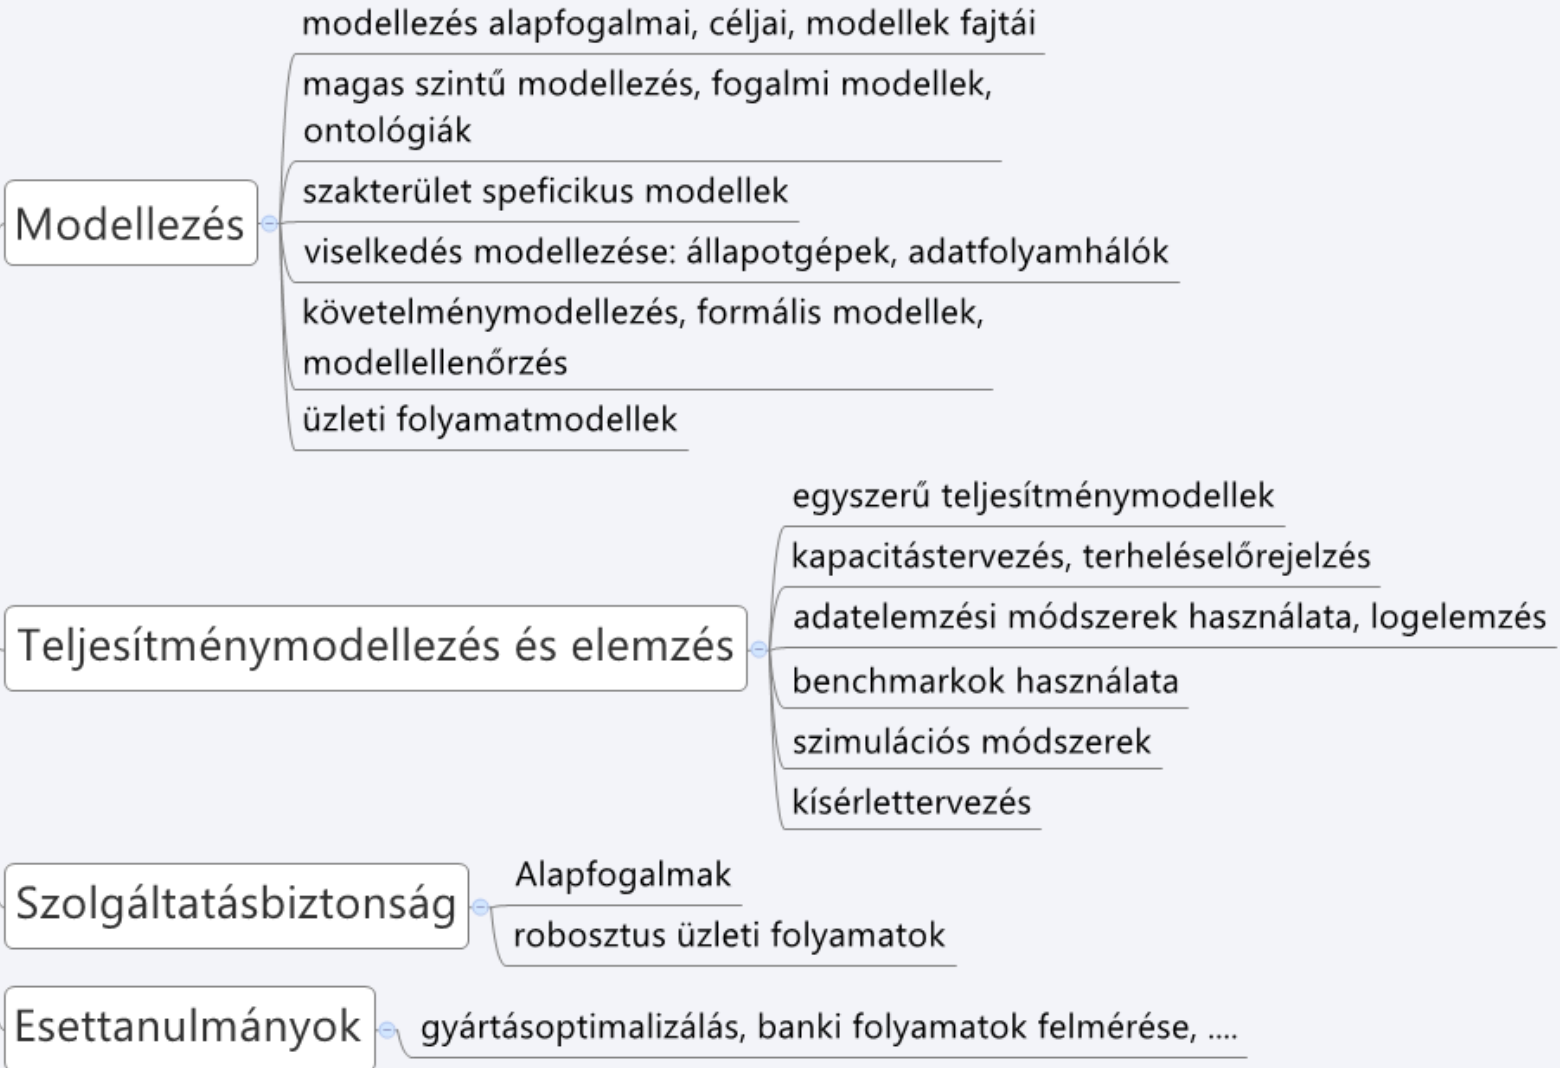 modellezés alapfogalmai, céljai, modellek fajtái
magas szintű modellezés, fogalmi modellek,
ontológiák
szakterület speficikus modellek
Modellezés
viselkedés modellezése: állapotgépek, adatfolyamhálók
követelménymodellezés, formális modellek,
modellellenőrzés
üzleti folyamatmodellek
egyszerű teljesítménymodellek
kapacitástervezés, terheléselőrejelzés
adatelemzési módszerek használata, logelemzés
Teljesítménymodellezés és elemzés
benchmarkok használata
szimulációs módszerek
kísérlettervezés
Alapfogalmak
Szolgáltatásbiztonság
robosztus üzleti folyamatok
Esettanulmányok
gyártásoptimalizálás, banki folyamatok felmérése, ....